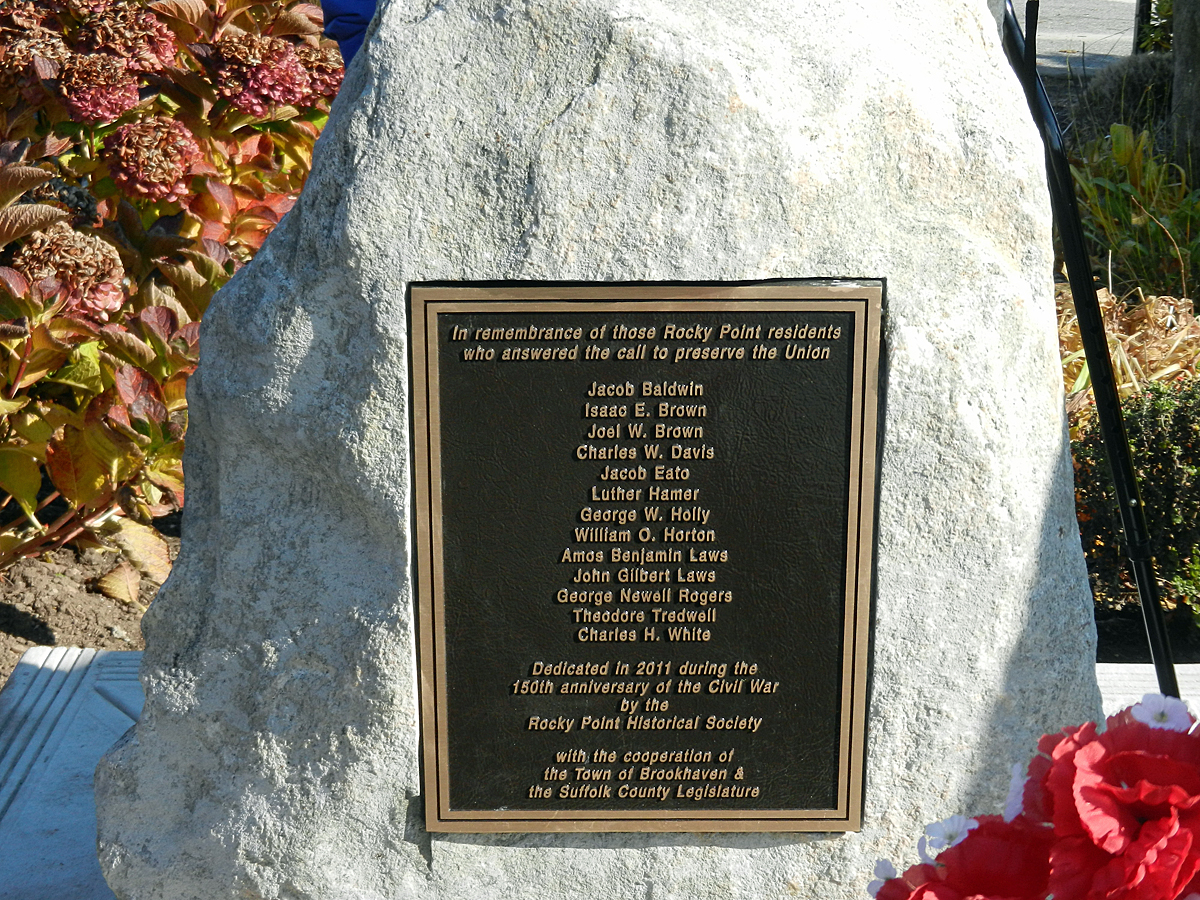 In remembrance of those Rocky Point residents
who answered the call to preserve the Union
Jacob Baldwin
Isaac E. Brown
Joel W. Brown
Charles W. Davis
Jacob Eato
Luther Hamer
George W. Holly
William O. Horton
Amos Benjamin Laws
John Gilbert Laws
George Newell Rogers
Theodore Tredwell
Charles H. White
Dedicated in 2011 during the
150th anniversary of the Civil War
by the
Rocky Point Historical Society
with the cooperation of
the Town of Brookhaven &
the Suffolk County Legislature